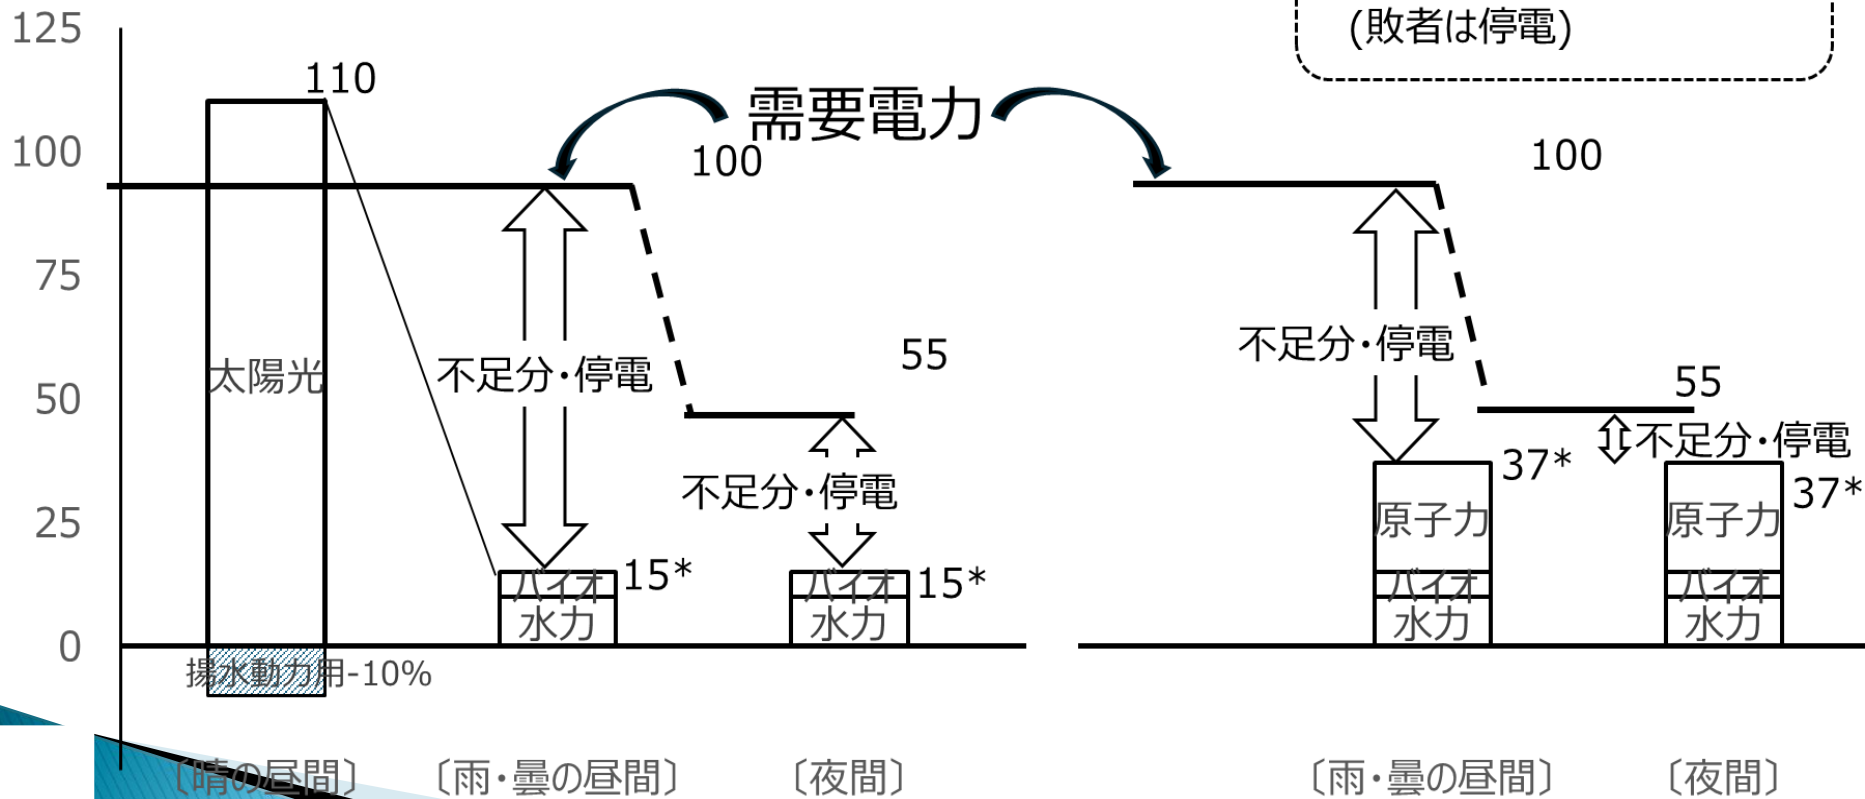 (敗者は停電)
125
100
75
50
25
0
110
需要電力
100
100
太陽光
不足分・停電
55
不足分・停電
15*
15*
バイオ
水力
バイオ
水力
不足分・停電
55
不足分・停電
37*
37*
原子力
バイオ
水力
原子力
バイオ
水力
揚水動力用-10%
〔晴の昼間〕
〔雨・曇の昼間〕
〔夜間〕
〔雨・曇の昼間〕
〔夜間〕